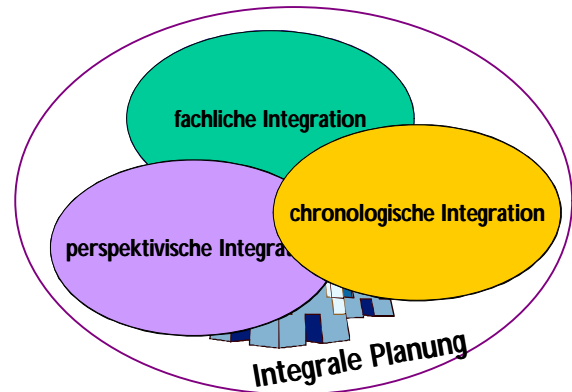 fachliche Integration
chronologische Integration
perspektivische Integrat
Integrale Planung